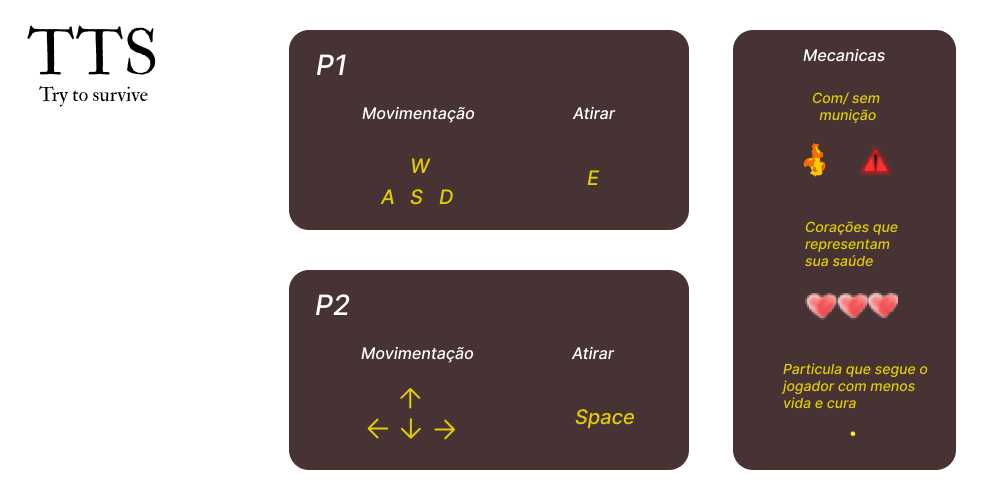 TTS
Try to survive
P1
Movimentação
Atirar
W
A S D
E
P2
Movimentação
Atirar
Space
Mecanicas
Com/ sem
munição
Corações que
representam
sua saúde
Particula que segue o
jogador com menos
vida e cura